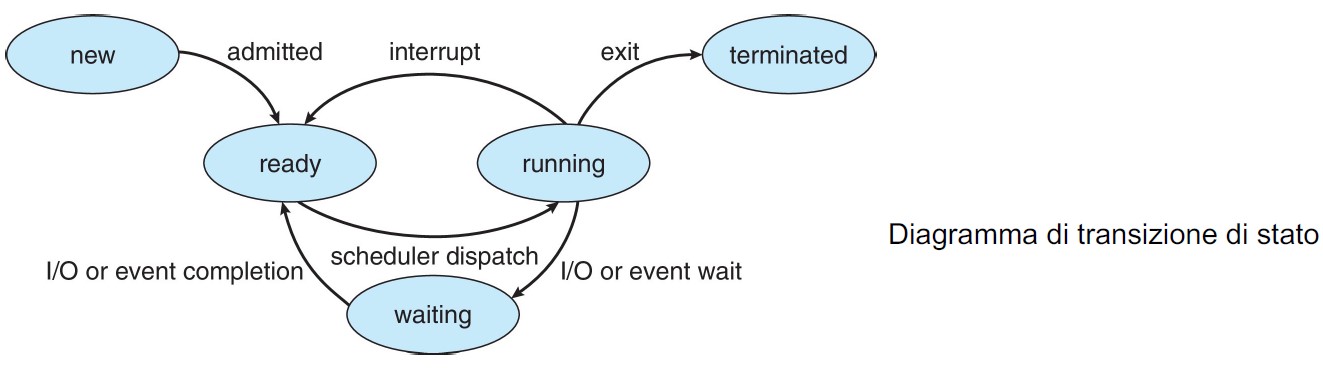 new
admitted
interrupt
exit
terminated
ready
running
Diagramma di transizione di stato
scheduler dispatch
I/O or event completion
I/O or event wait
waiting